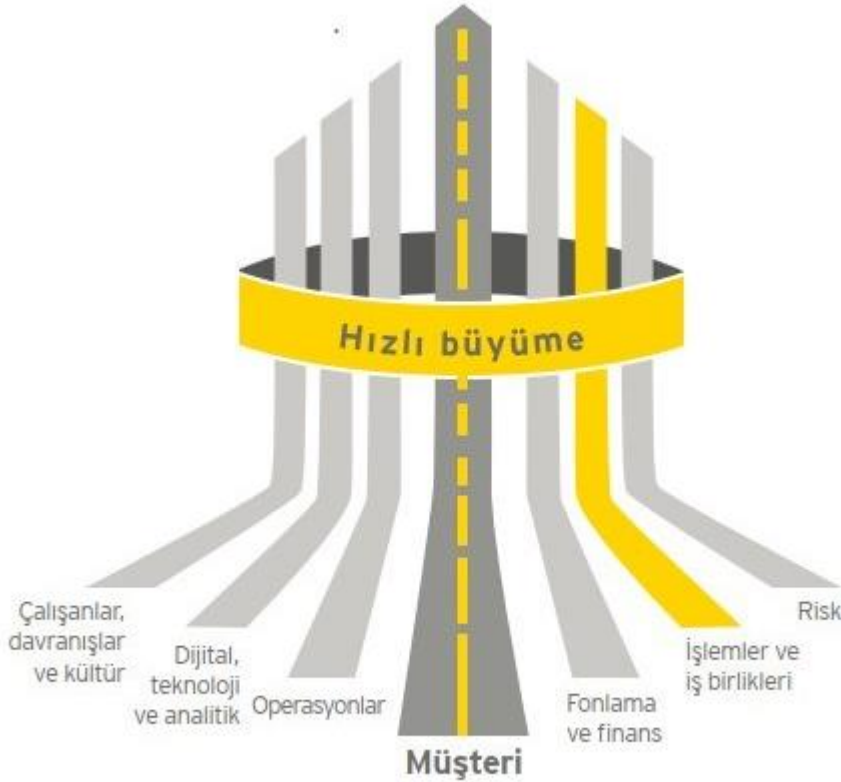 Hızlı büyüme
Çalışanlar,
davranışlar
ve kültür
Dijital,
teknoloji
ve analitik
Operasyonlar
Müşteri
Fonlama
ve finans
İşlemler ve
iş birlikleri
Risk